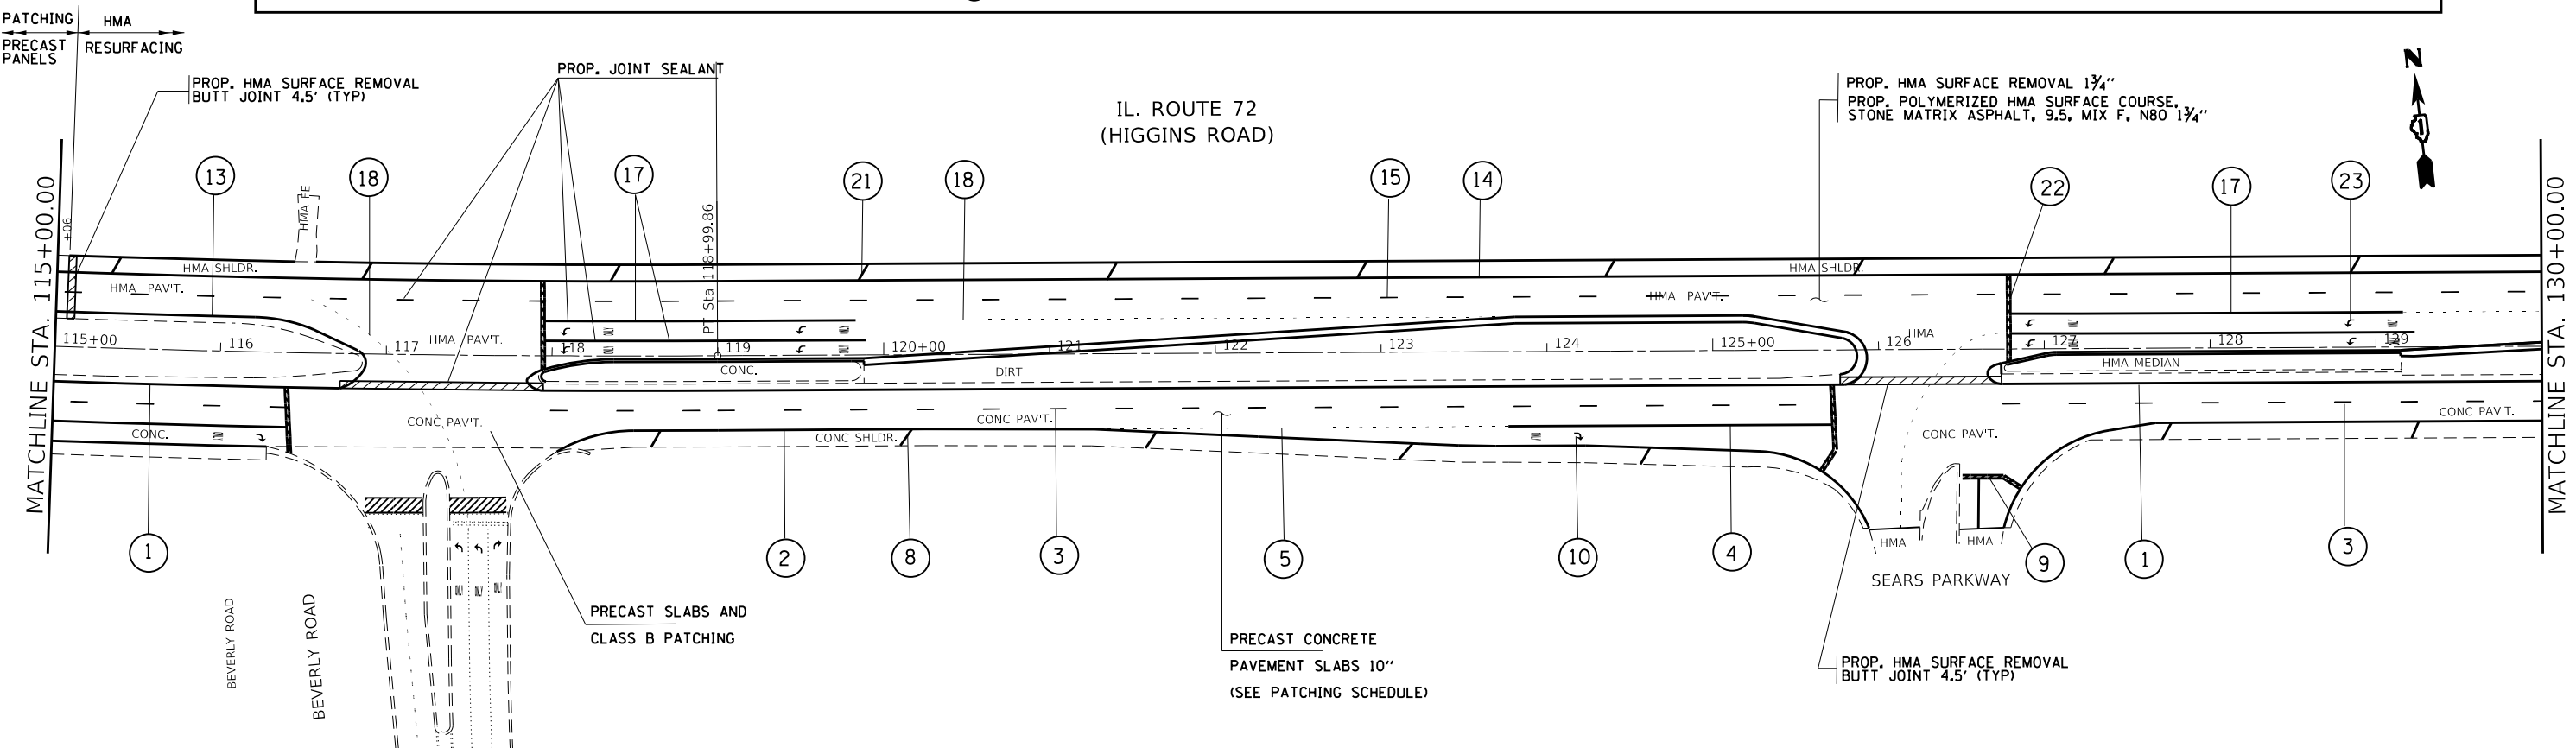 PATCHING HMA
PRECAST PANELS RESURFACING
PROP. HMA SURFACE REMOVAL
BUTT JOINT 4.5' (TYP)
PROP. JOINT SEALANT
IL. ROUTE 72
(HIGGINS ROAD)
PROP. HMA SURFACE REMOVAL 1¾"
PROP. POLYMERIZED HMA SURFACE COURSE,
STONE MATRIX ASPHALT, 9.5, MIX F, N80 1¾"
N
13 18 17 21 18 15 14 22 17 23
MATCHLINE STA. 115+00.00
+06
HMA FE
PT Sta 118+99.86
MATCHLINE STA. 130+00.00
HMA SHLDR.
HMA SHLDR.
HMA PAV'T.
HMA PAV'T.
HMA PAV'T.
HMA
115+00 116 117 118 119 120+00 121 122 123 124 125+00 126 127 128 129
CONC.
DIRT
HMA MEDIAN
CONC.
CONC PAV'T.
CONC SHLDR.
CONC PAV'T.
CONC PAV'T.
CONC PAV'T.
HMA HMA
1 2 8 3 5 10 4 9 1 3
SEARS PARKWAY
BEVERLY ROAD
BEVERLY ROAD
PRECAST SLABS AND
CLASS B PATCHING
PRECAST CONCRETE
PAVEMENT SLABS 10"
(SEE PATCHING SCHEDULE)
PROP. HMA SURFACE REMOVAL
BUTT JOINT 4.5' (TYP)